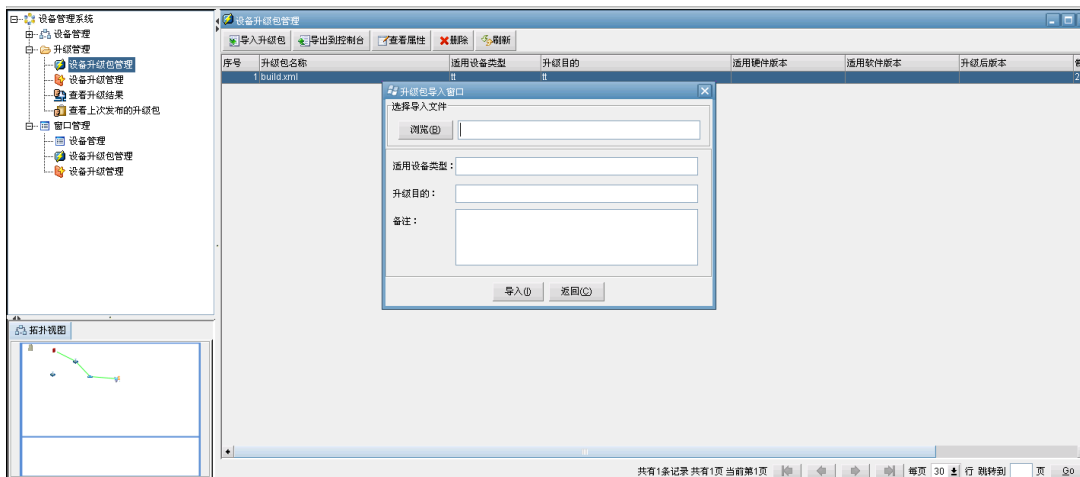 设备管理系统
设备管理
升级管理
设备升级包管理
设备升级管理
查看升级结果
查看上次发布的升级包
窗口管理
设备管理
设备升级包管理
设备升级管理
拓扑视图
设备升级包管理
导入升级包 导出到控制台 查看属性 删除 刷新
序号 升级包名称 适用设备类型 升级目的 适用硬件版本 适用软件版本 升级后版本
1 build.xml tt tt 2
升级包导入窗口
选择导入文件
浏览(B)
适用设备类型:
升级目的:
备注:
导入(I) 返回(C)
共有1条记录 共有1页 当前第1页 每页 30 行 跳转到 页 Go